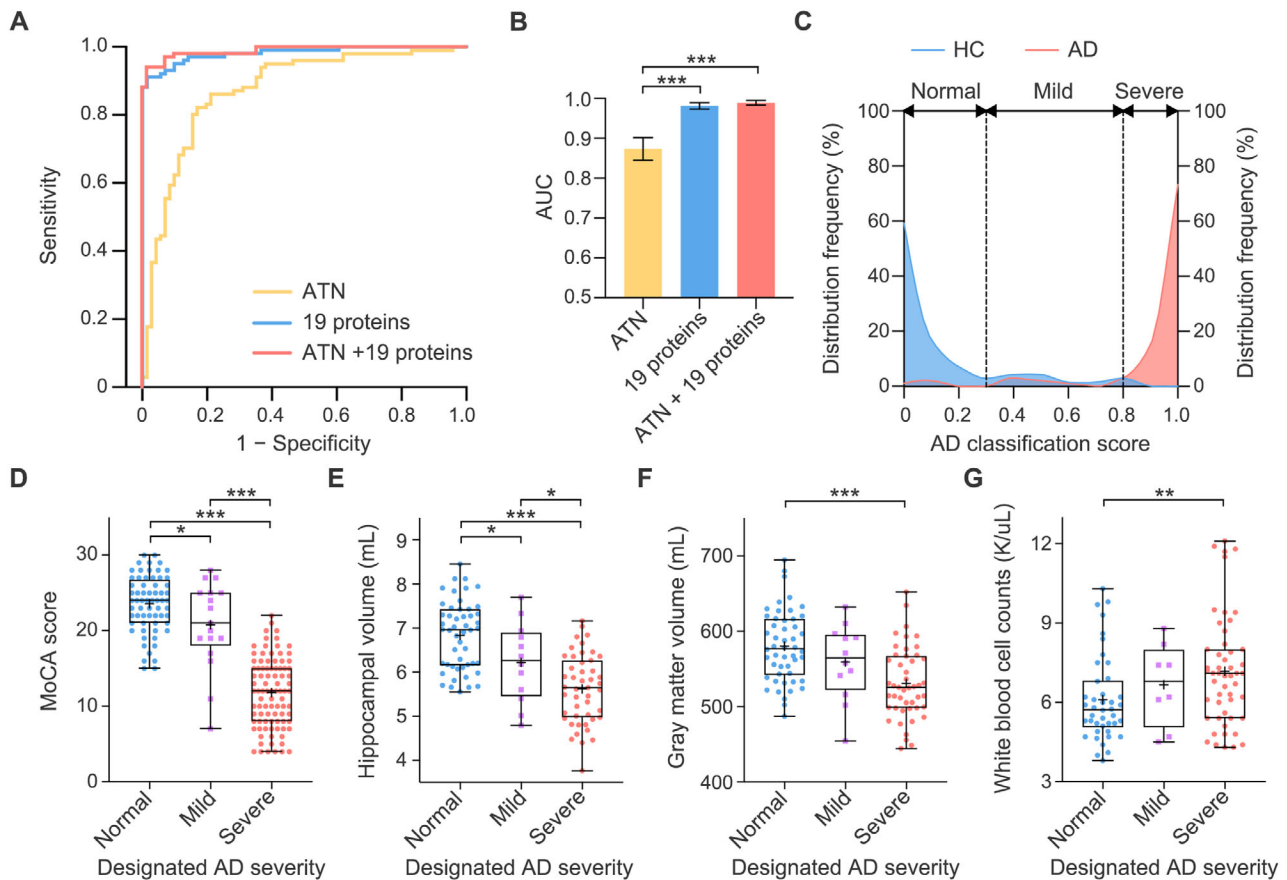 A
1.0
0.8
0.6
0.4
0.2
0
Sensitivity
0 0.2 0.4 0.6 0.8 1.0
1 − Specificity
ATN
19 proteins
ATN +19 proteins
B
***
***
1.0
0.9
0.8
0.7
0.6
0.5
AUC
ATN
19 proteins
ATN + 19 proteins
C
HC AD
Normal Mild Severe
100 100
80 80
60 60
40 40
20 20
0 0
Distribution frequency (%)
Distribution frequency (%)
0 0.2 0.4 0.6 0.8 1.0
AD classification score
D
***
***
*
30
20
10
0
MoCA score
Normal
Mild
Severe
Designated AD severity
E
*
***
*
9
8
7
6
5
4
Hippocampal volume (mL)
Normal
Mild
Severe
Designated AD severity
F
***
700
600
500
400
Gray matter volume (mL)
Normal
Mild
Severe
Designated AD severity
G
**
12
9
6
3
White blood cell counts (K/uL)
Normal
Mild
Severe
Designated AD severity